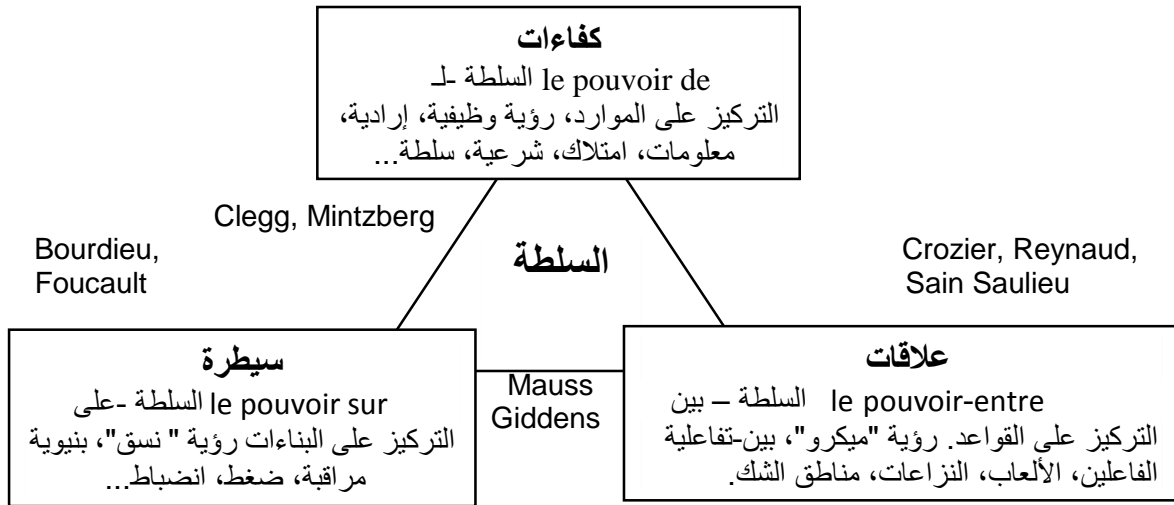 كفاءات
le pouvoir de السلطة -لـ
التركيز على الموارد، رؤية وظيفية، إرادية،
معلومات، امتلاك، شرعية، سلطة...
Clegg, Mintzberg
Bourdieu,
Foucault
السلطة
Crozier, Reynaud,
Sain Saulieu
سيطرة
le pouvoir sur السلطة -على
التركيز على البناءات رؤية " نسق"، بنيوية
مراقبة، ضغط، انضباط...
Mauss
Giddens
علاقات
le pouvoir-entre السلطة – بين
التركيز على القواعد. رؤية "ميكرو"، بين-تفاعلية
الفاعلين، الألعاب، النزاعات، مناطق الشك.